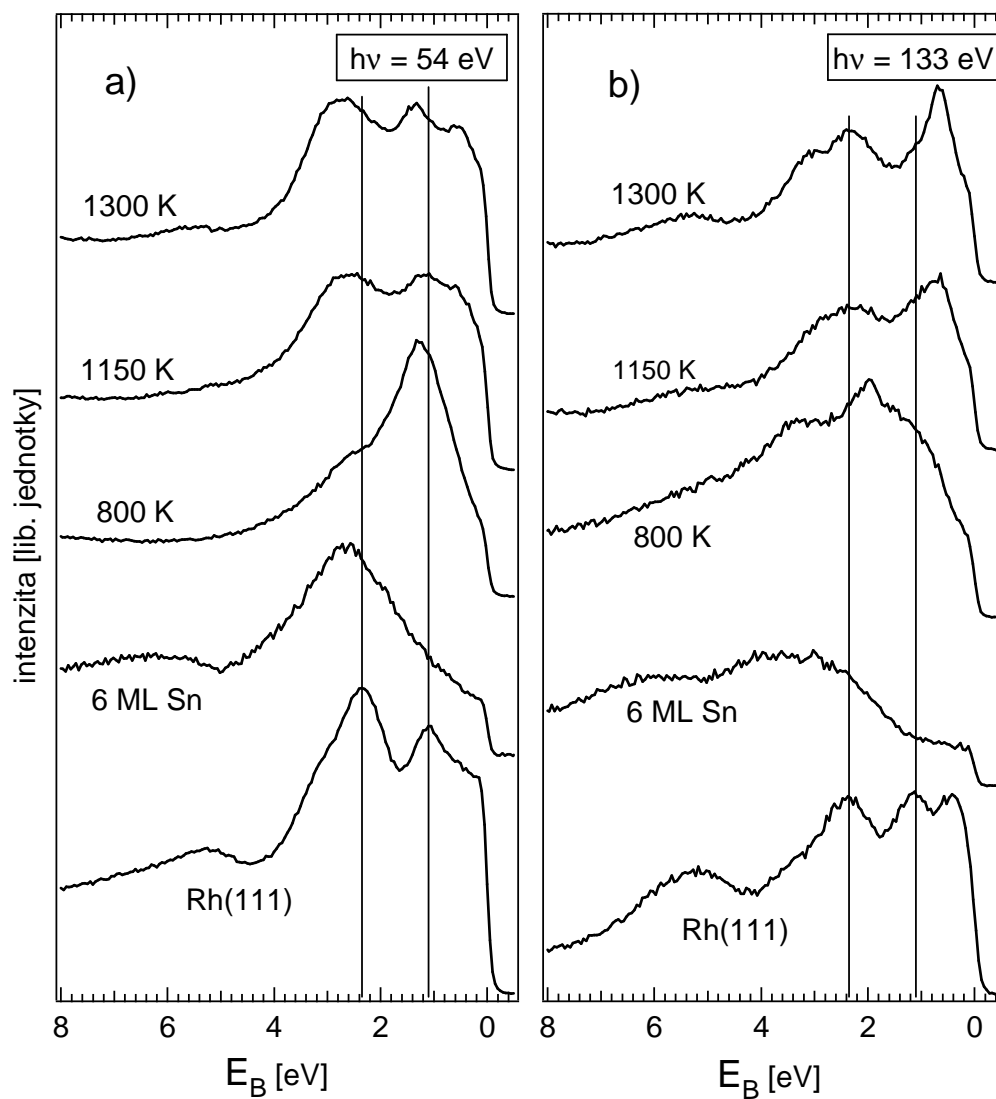 intenzita [lib. jednotky]
a)
hν = 54 eV
1300 K
1150 K
800 K
6 ML Sn
Rh(111)
8 6 4 2 0
E_B [eV]
b)
hν = 133 eV
1300 K
1150 K
800 K
6 ML Sn
Rh(111)
8 6 4 2 0
E_B [eV]